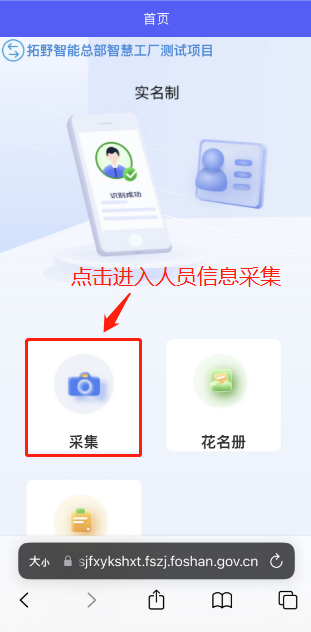 首页
拓野智能总部智慧工厂测试项目
实名制
识别成功
点击进入人员信息采集
采集
花名册
大小 sjfxykshxt.fszj.foshan.gov.cn